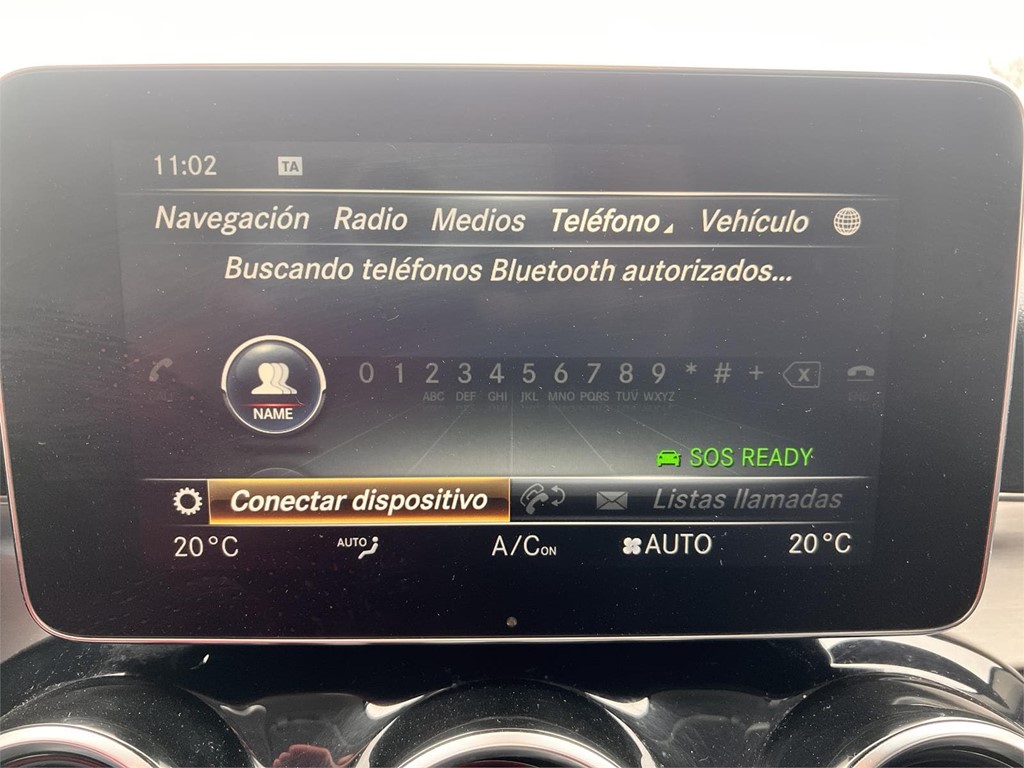 11:02 TA
Navegación Radio Medios Teléfono Vehículo
Buscando teléfonos Bluetooth autorizados...
0 1 2 3 4 5 6 7 8 9 * # +
ABC DEF GHI JKL MNO PQRS TUV WXYZ
NAME
SOS READY
Conectar dispositivo Listas llamadas
20°C AUTO A/C ON AUTO 20°C